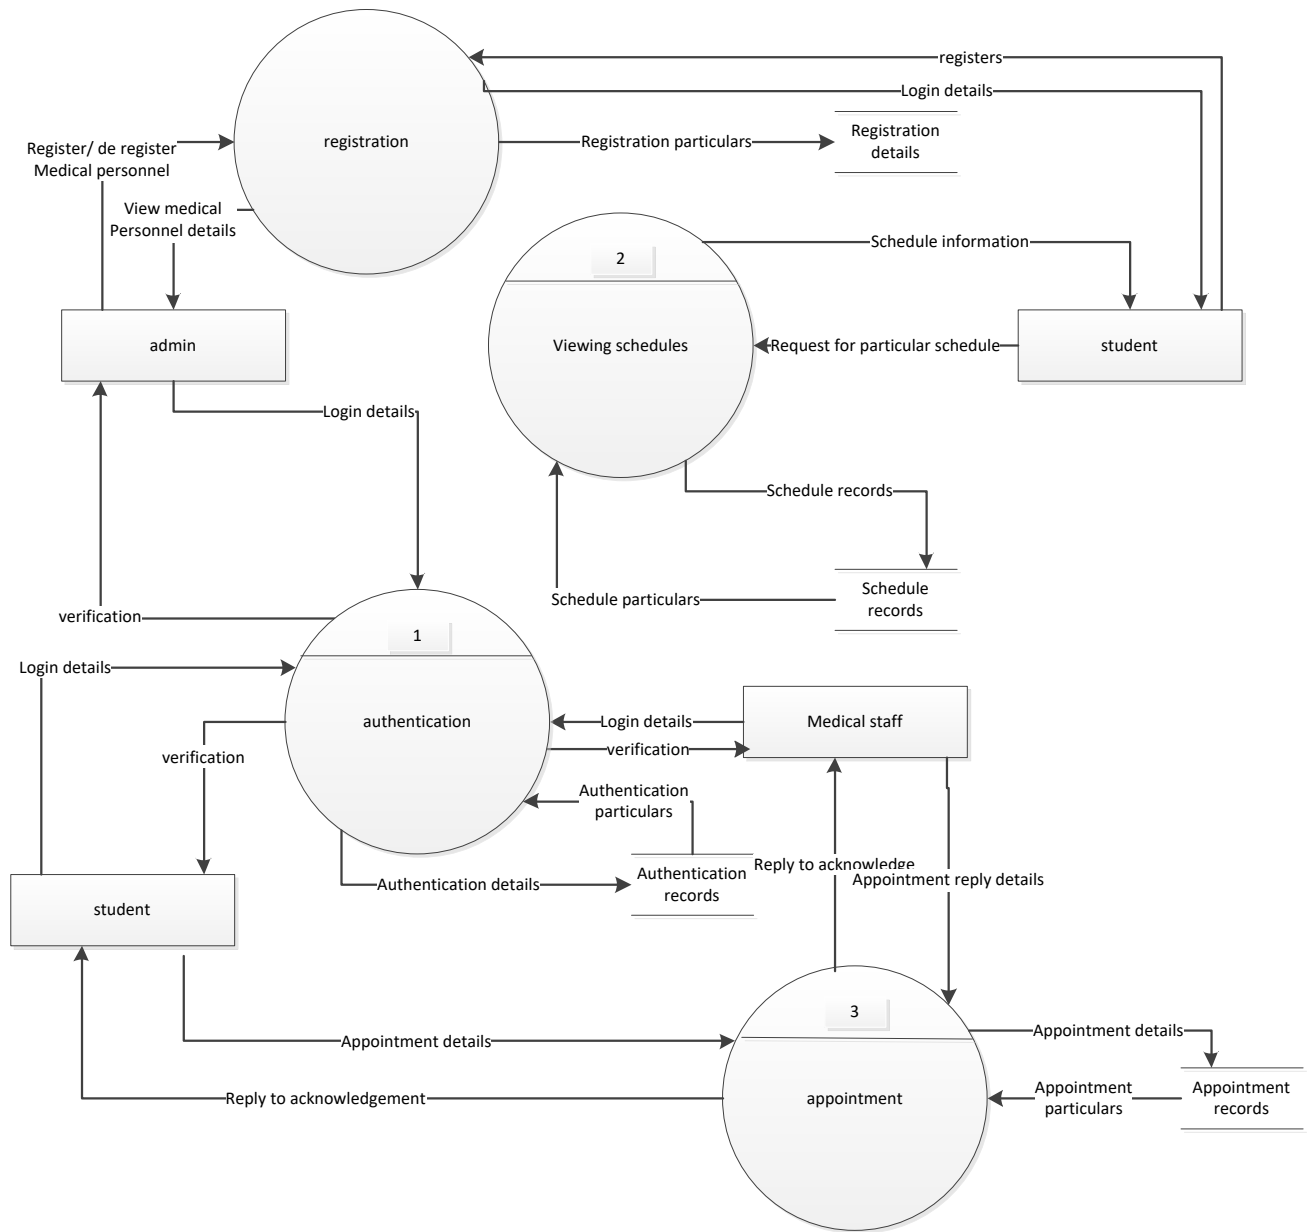 registers
Login details
registration
Registration particulars
Registration
details
Register/ de register
Medical personnel
View medical
Personnel details
2
Schedule information
admin
Viewing schedules
Request for particular schedule
student
Login details
Schedule records
Schedule particulars
Schedule
records
verification
1
Login details
authentication
Login details
Medical staff
verification
verification
Authentication
particulars
Reply to acknowledge
Appointment reply details
Authentication details
Authentication
records
student
3
Appointment details
Appointment details
Reply to acknowledgement
appointment
Appointment
particulars
Appointment
records